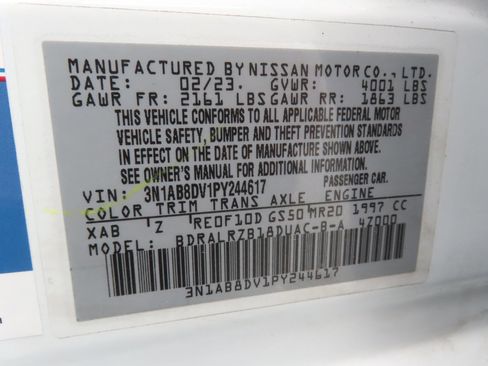 MANUFACTURED BY NISSAN MOTOR CO., LTD.
DATE: 02/23. GVWR: 4001 LBS
GAWR FR: 2161 LBS GAWR RR: 1863 LBS
THIS VEHICLE CONFORMS TO ALL APPLICABLE FEDERAL MOTOR
VEHICLE SAFETY, BUMPER AND THEFT PREVENTION STANDARDS
IN EFFECT ON THE DATE OF MANUFACTURE SHOWN ABOVE.
SEE OWNER'S MANUAL FOR ADDITIONAL INFORMATION
VIN: 3N1AB8DV1PY244617 PASSENGER CAR.
COLOR TRIM TRANS AXLE ENGINE
XAB Z RE0F10D GS50 MR20 1997 CC
MODEL: BDRALRZB18DUAC-B-A 47000
3N1AB8DV1PY244617